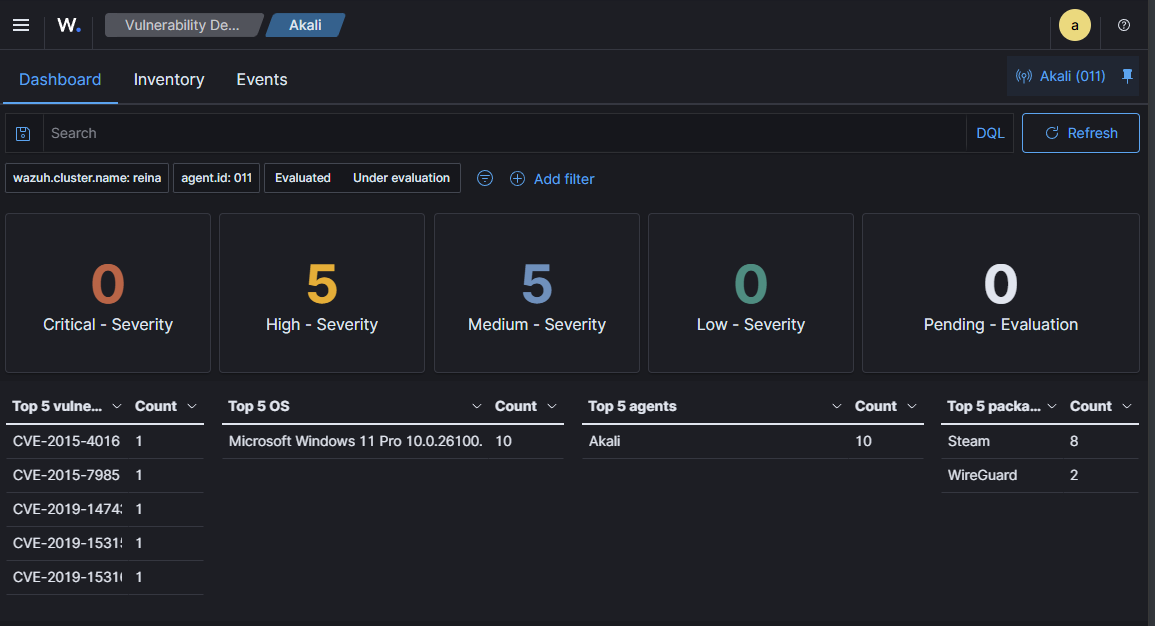 W. Vulnerability De... Akali a
Dashboard Inventory Events Akali (011)
Search DQL Refresh
wazuh.cluster.name: reina agent.id: 011 Evaluated Under evaluation Add filter
0 5 5 0 0
Critical - Severity High - Severity Medium - Severity Low - Severity Pending - Evaluation
Top 5 vulne... Count Top 5 OS Count Top 5 agents Count Top 5 packa... Count
CVE-2015-4016 1 Microsoft Windows 11 Pro 10.0.26100. 10 Akali 10 Steam 8
CVE-2015-7985 1 WireGuard 2
CVE-2019-1474 1
CVE-2019-1531 1
CVE-2019-1531 1